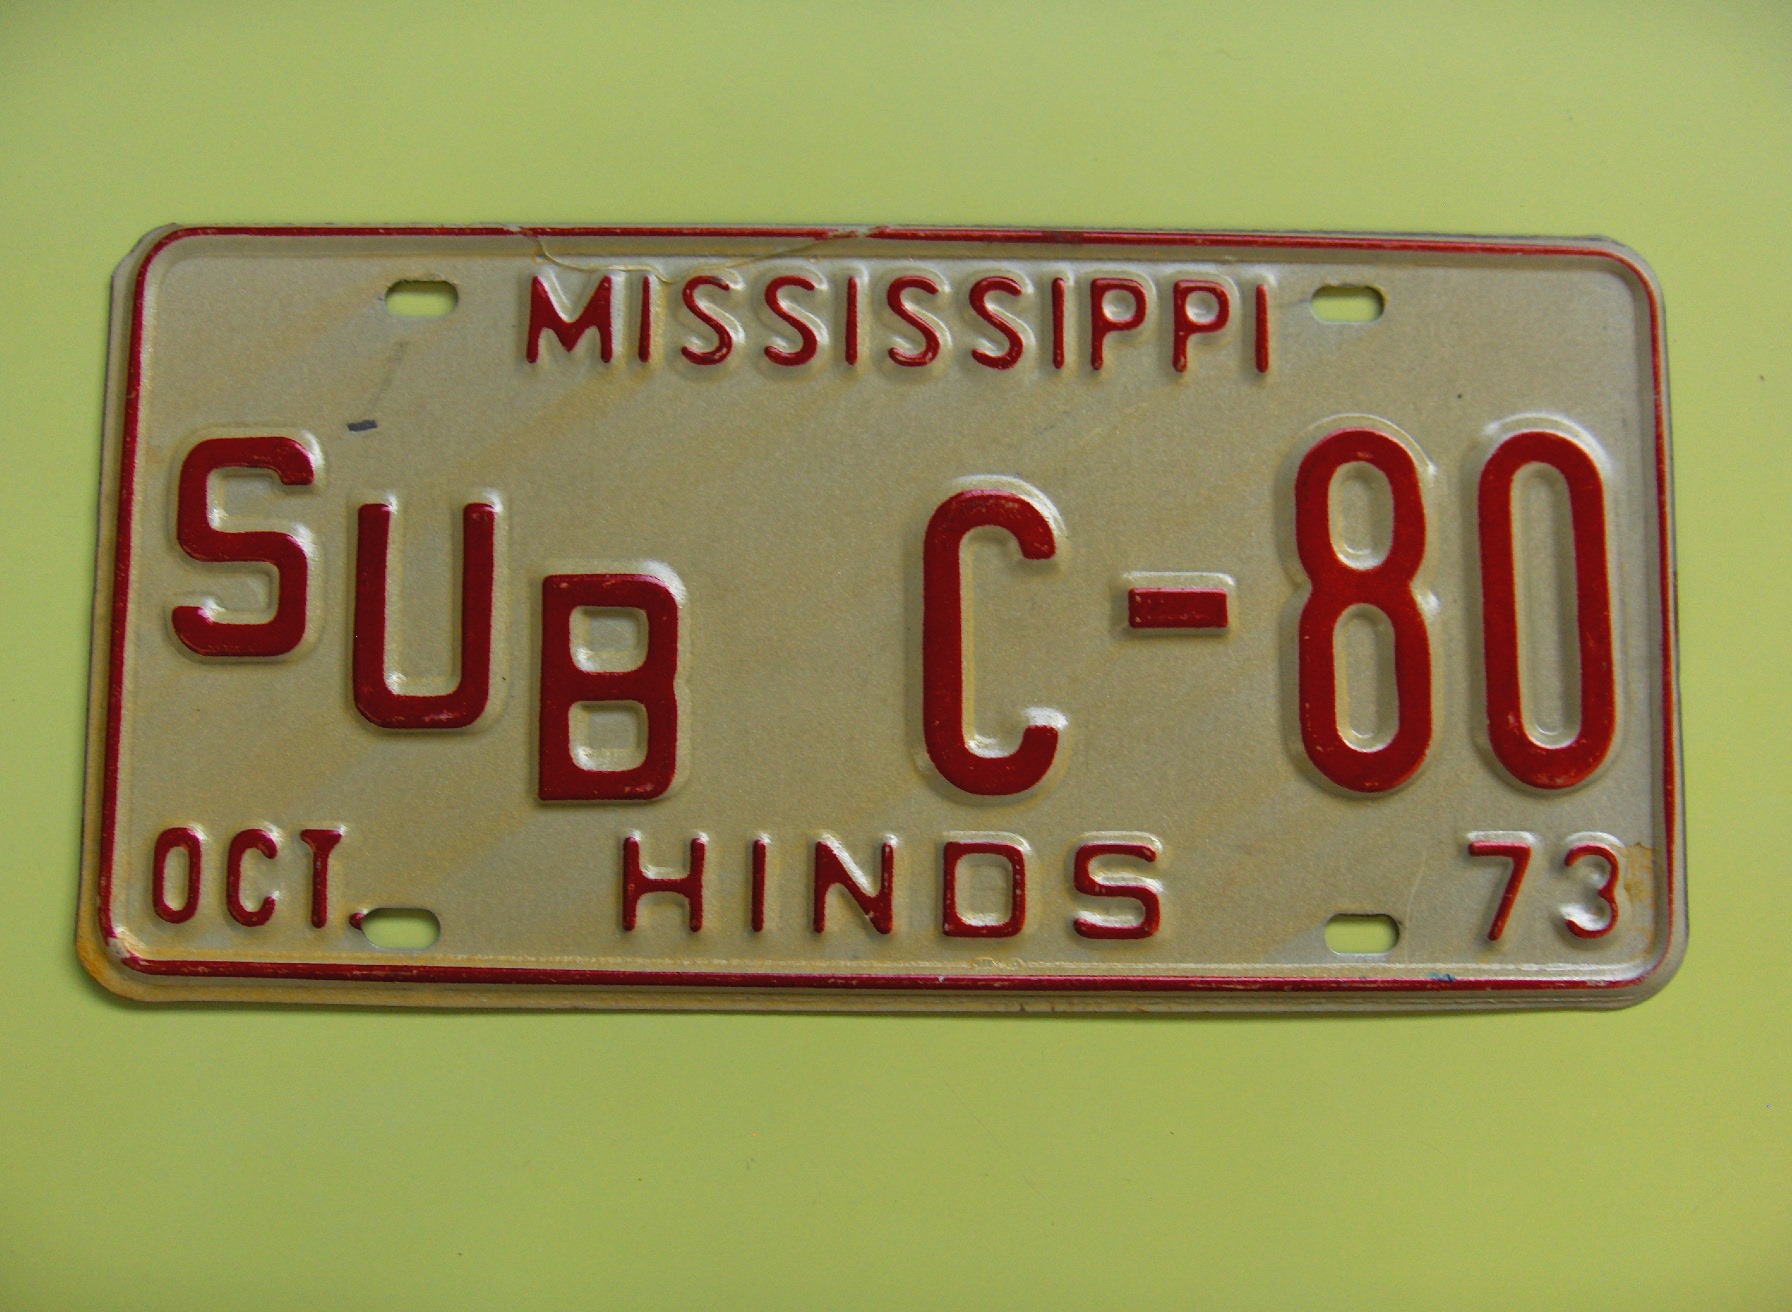 MISSISSIPPI
SUB C-80
OCT. HINDS 73